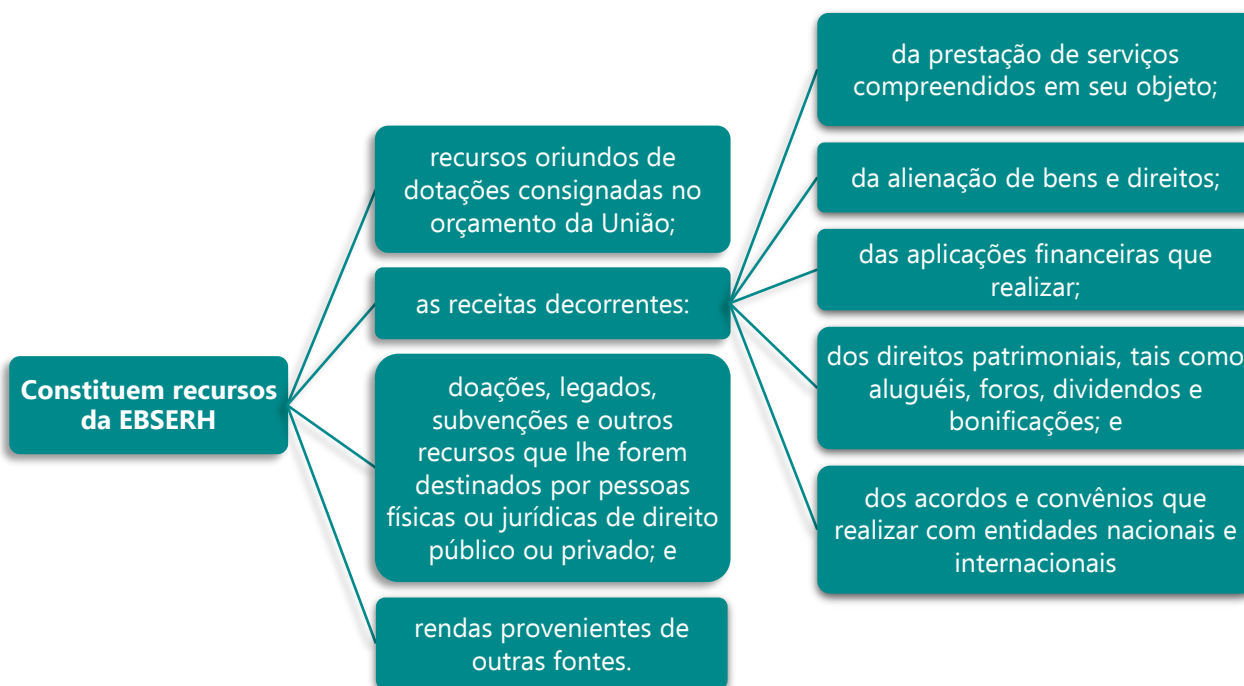 Constituem recursos
da EBSERH
recursos oriundos de
dotações consignadas no
orçamento da União;
as receitas decorrentes:
da prestação de serviços
compreendidos em seu objeto;
da alienação de bens e direitos;
das aplicações financeiras que
realizar;
dos direitos patrimoniais, tais como
aluguéis, foros, dividendos e
bonificações; e
dos acordos e convênios que
realizar com entidades nacionais e
internacionais
doações, legados,
subvenções e outros
recursos que lhe forem
destinados por pessoas
físicas ou jurídicas de direito
público ou privado; e
rendas provenientes de
outras fontes.